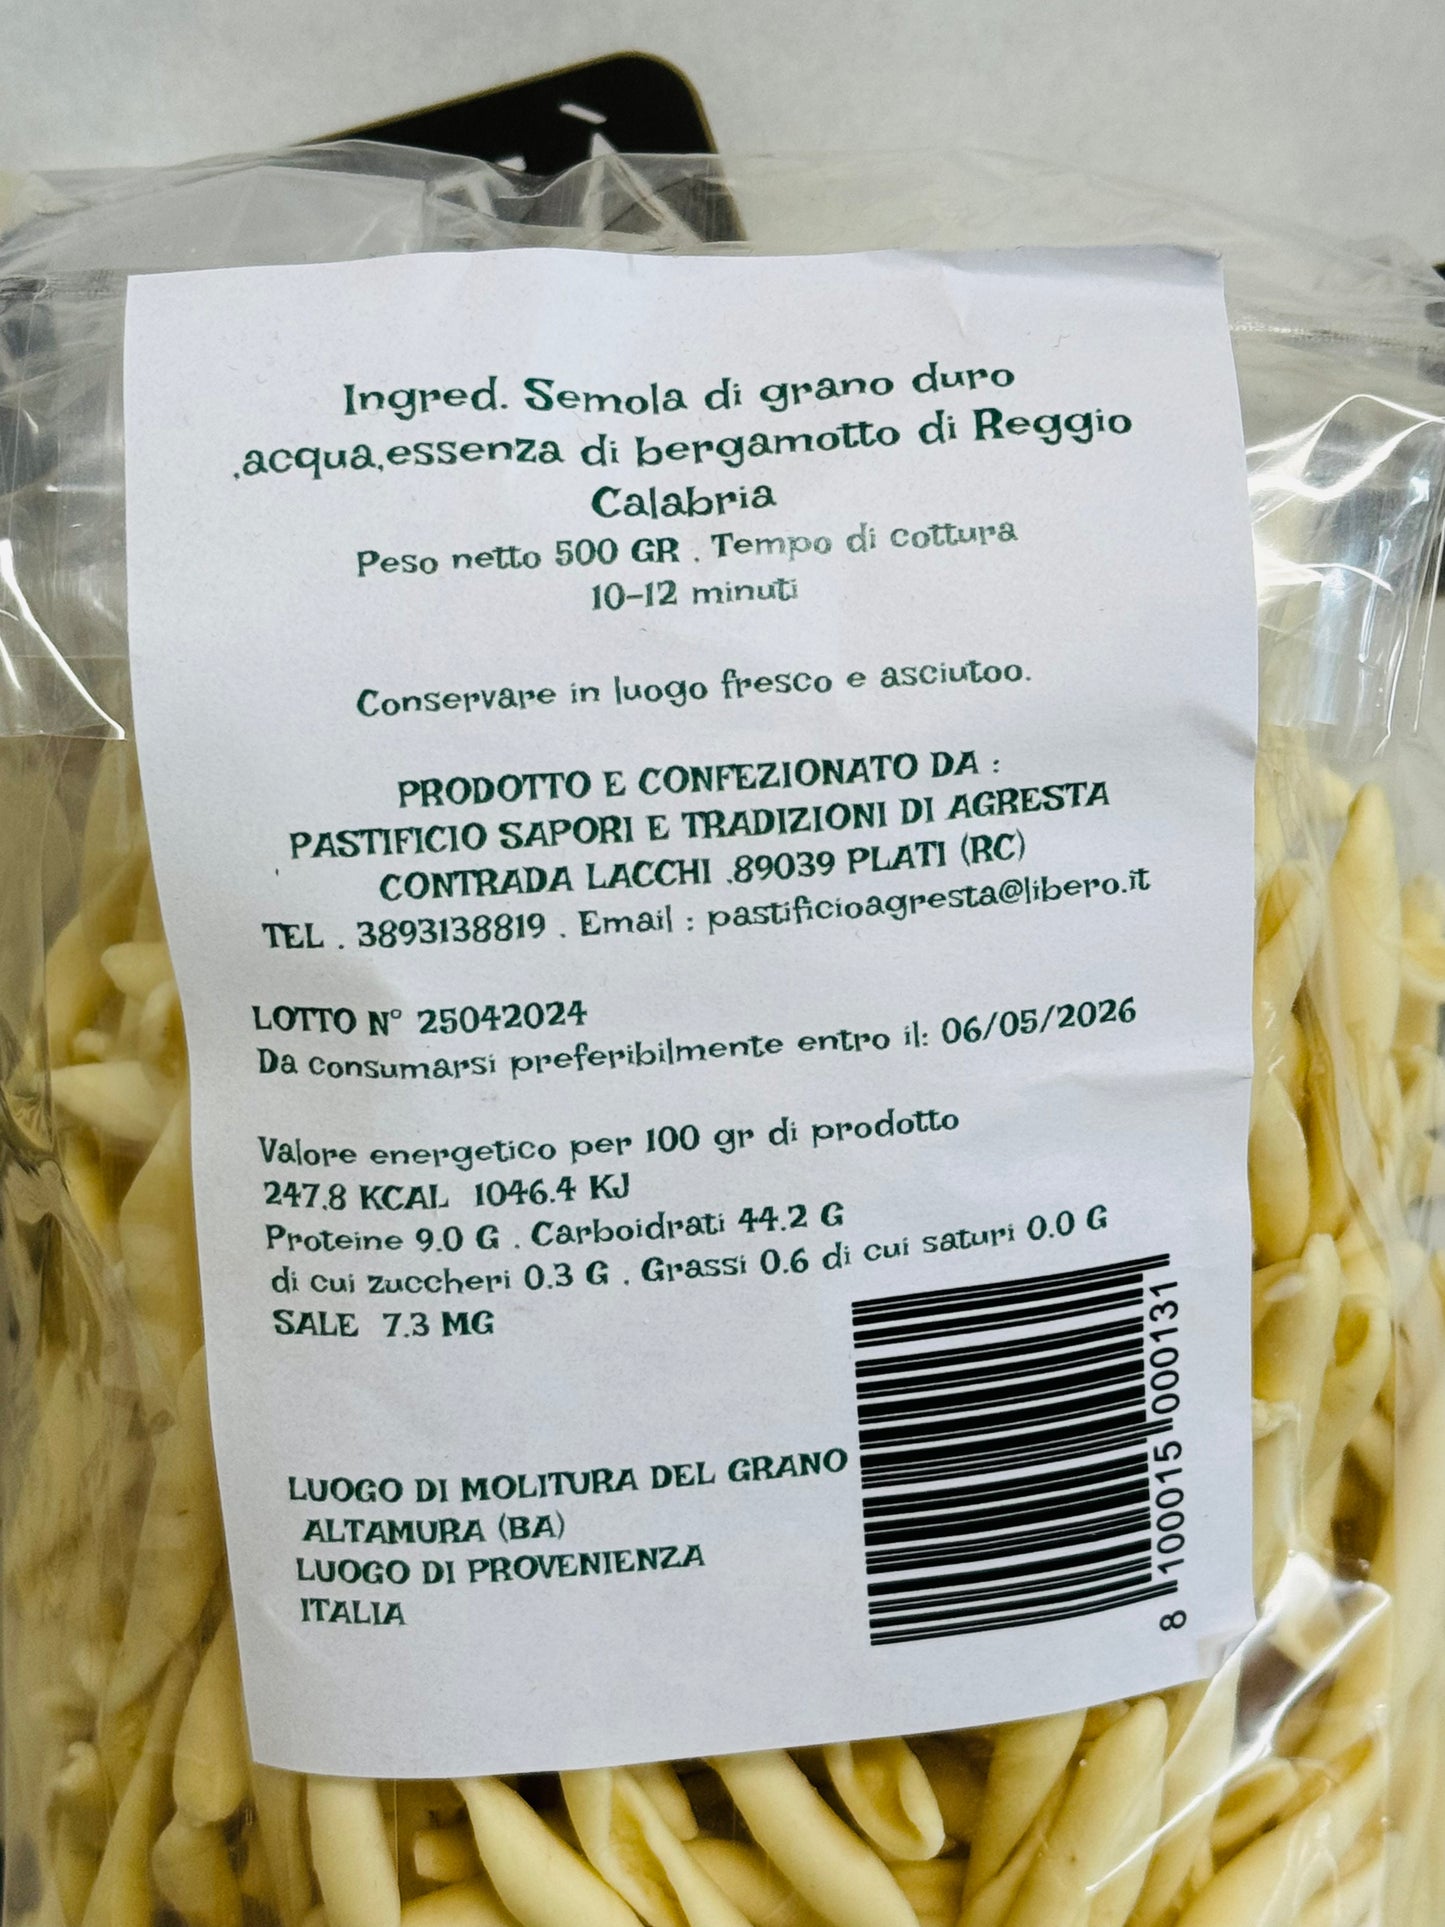 Ingred. Semola di grano duro
,acqua,essenza di bergamotto di Reggio
Calabria
Peso netto 500 GR . Tempo di cottura
10-12 minuti
Conservare in luogo fresco e asciutoo.
PRODOTTO E CONFEZIONATO DA :
PASTIFICIO SAPORI E TRADIZIONI DI AGRESTA
CONTRADA LACCHI .89039 PLATI (RC)
TEL . 3893138819 . Email : pastificioagresta@libero.it
LOTTO N° 25042024
Da consumarsi preferibilmente entro il: 06/05/2026
Valore energetico per 100 gr di prodotto
247.8 KCAL 1046.4 KJ
Proteine 9.0 G . Carboidrati 44.2 G
di cui zuccheri 0.3 G . Grassi 0.6 di cui saturi 0.0 G
SALE 7.3 MG
LUOGO DI MOLITURA DEL GRANO
ALTAMURA (BA)
LUOGO DI PROVENIENZA
ITALIA
8 100015 000131